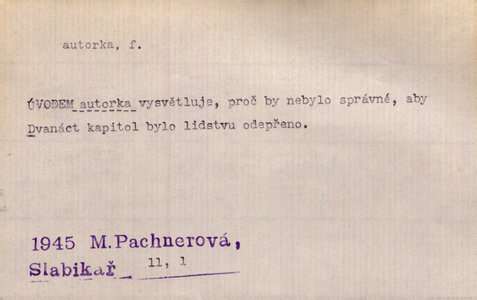 autorka, f.
ÚVODEM autorka vysvětluje, proč by nebylo správné, aby
Dvanáct kapitol bylo lidstvu odepřeno.
1945 M.Pachnerová,
Slabikář 11, 1